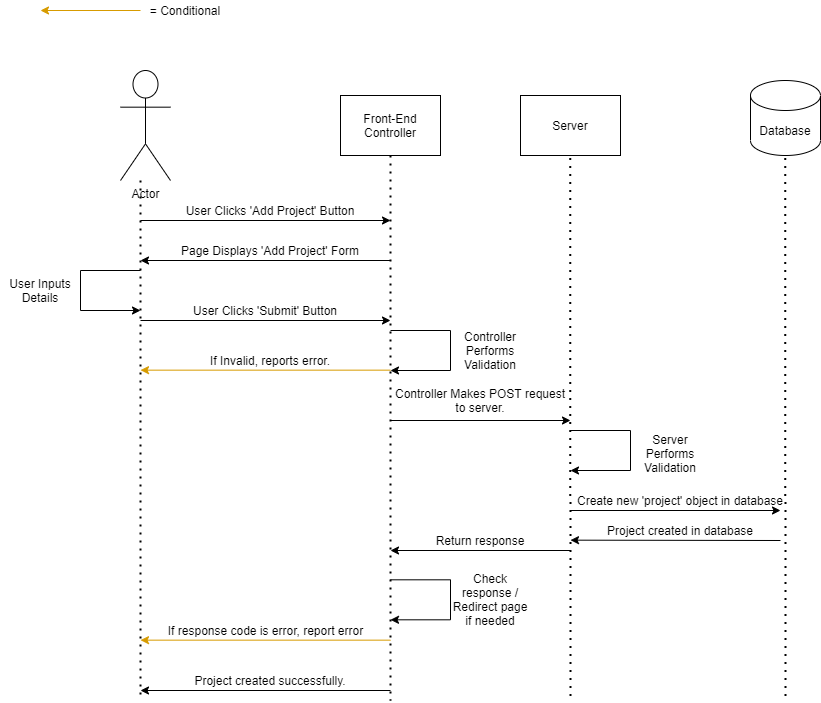 = Conditional
Front-End
Controller
Server
Database
Actor
User Clicks 'Add Project' Button
Page Displays 'Add Project' Form
User Inputs
Details
User Clicks 'Submit' Button
Controller
Performs
Validation
If Invalid, reports error.
Controller Makes POST request
to server.
Server
Performs
Validation
Create new 'project' object in database
Project created in database
Return response
Check
response /
Redirect page
if needed
If response code is error, report error
Project created successfully.